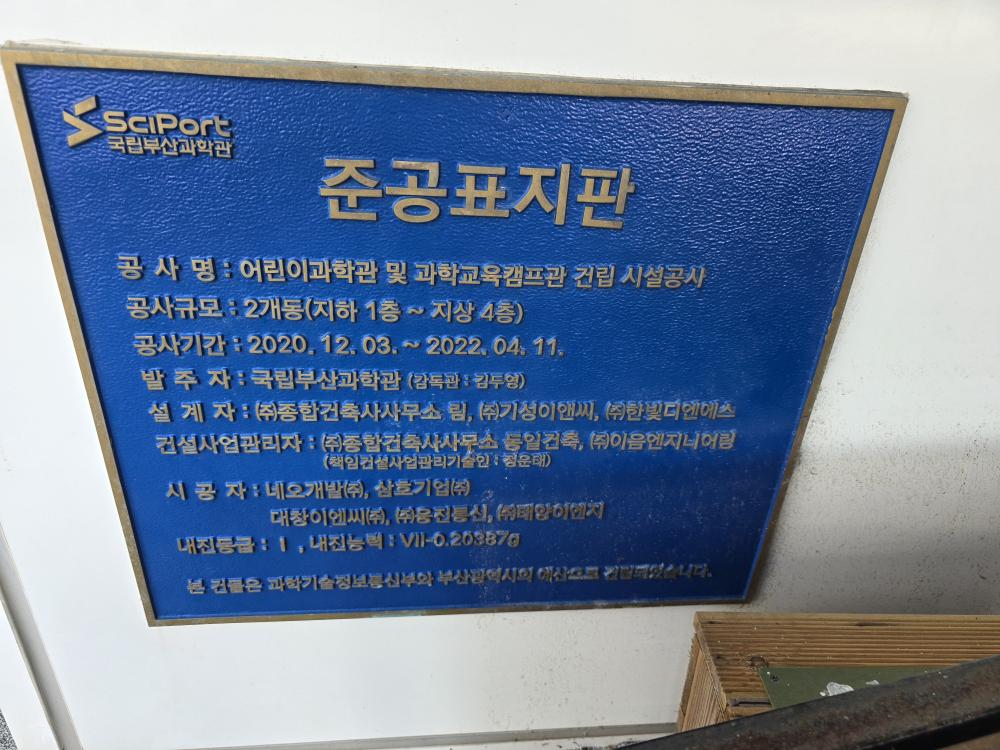 SciPort
국립부산과학관
준공표지판
공 사 명 : 어린이과학관 및 과학교육캠프관 건립 시설공사
공사규모 : 2개동(지하 1층 ~ 지상 4층)
공사기간 : 2020. 12. 03. ~ 2022. 04. 11.
발 주 자 : 국립부산과학관 (감독관 : 김두영)
설 계 자 : ㈜종합건축사사무소 림, ㈜기성이앤씨, ㈜한빛디엔에스
건설사업관리자 : ㈜종합건축사사무소 동일건축, ㈜이음엔지니어링
(책임건설사업관리기술인 : 정운태)
시 공 자 : 네오개발㈜, 삼호기업㈜
대창이엔씨㈜, ㈜웅진통신, ㈜태양이엔지
내진등급 : Ⅰ , 내진능력 : VII-0.20387g
본 건물은 과학기술정보통신부와 부산광역시의 예산으로 건립되었습니다.